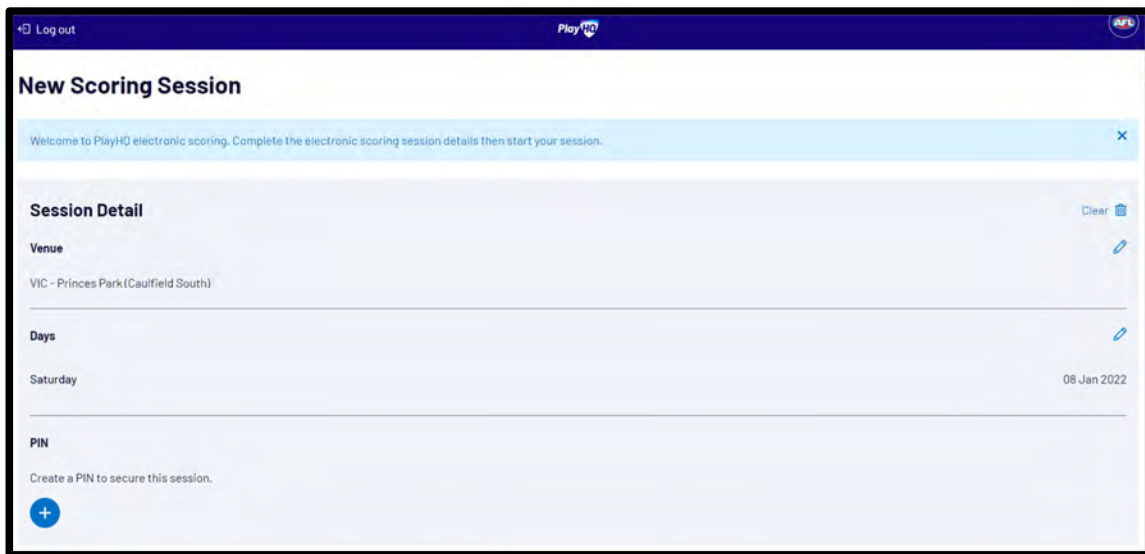 Log out
PlayHQ
AFL
New Scoring Session
Welcome to PlayHQ electronic scoring. Complete the electronic scoring session details then start your session.
Session Detail
Clear
Venue
VIC - Princes Park (Caulfield South)
Days
Saturday 08 Jan 2022
PIN
Create a PIN to secure this session.